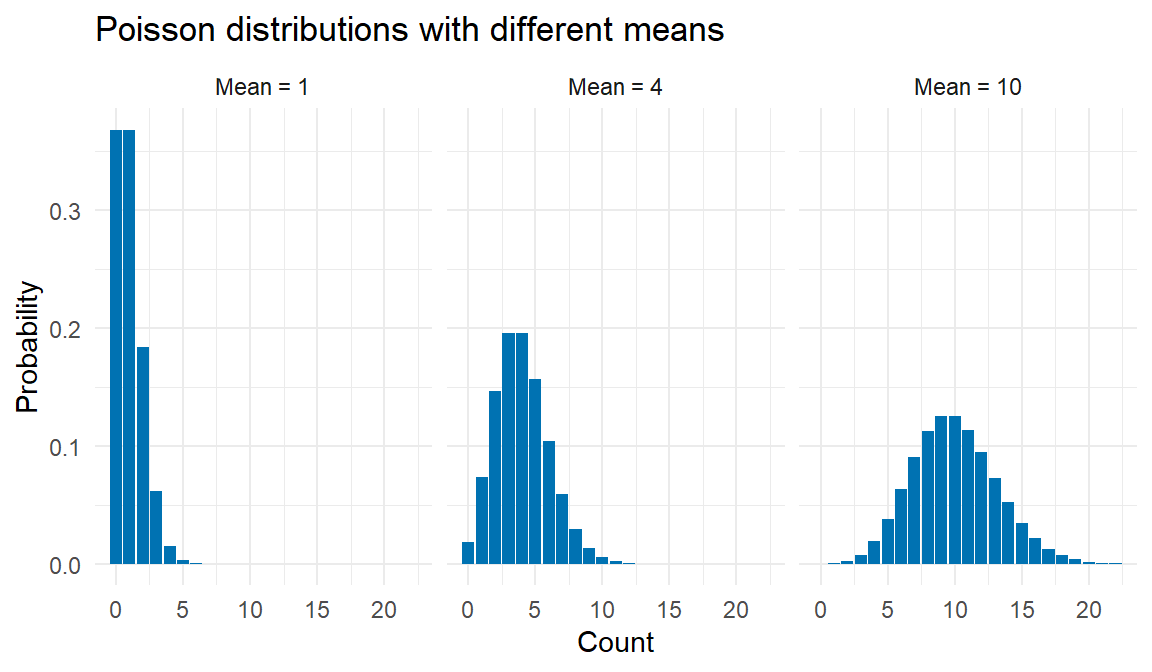 Poisson distributions with different means
Mean = 1 Mean = 4 Mean = 10
Probability
0.3
0.2
0.1
0.0
0 5 10 15 20 0 5 10 15 20 0 5 10 15 20
Count